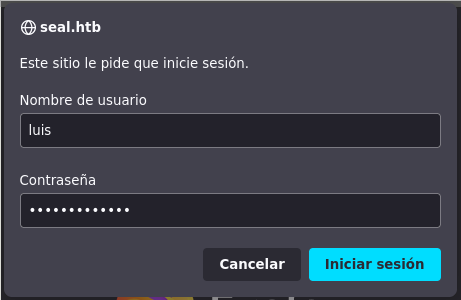 seal.htb
Este sitio le pide que inicie sesión.
Nombre de usuario
luis
Contraseña
•••••••••••••
Cancelar
Iniciar sesión